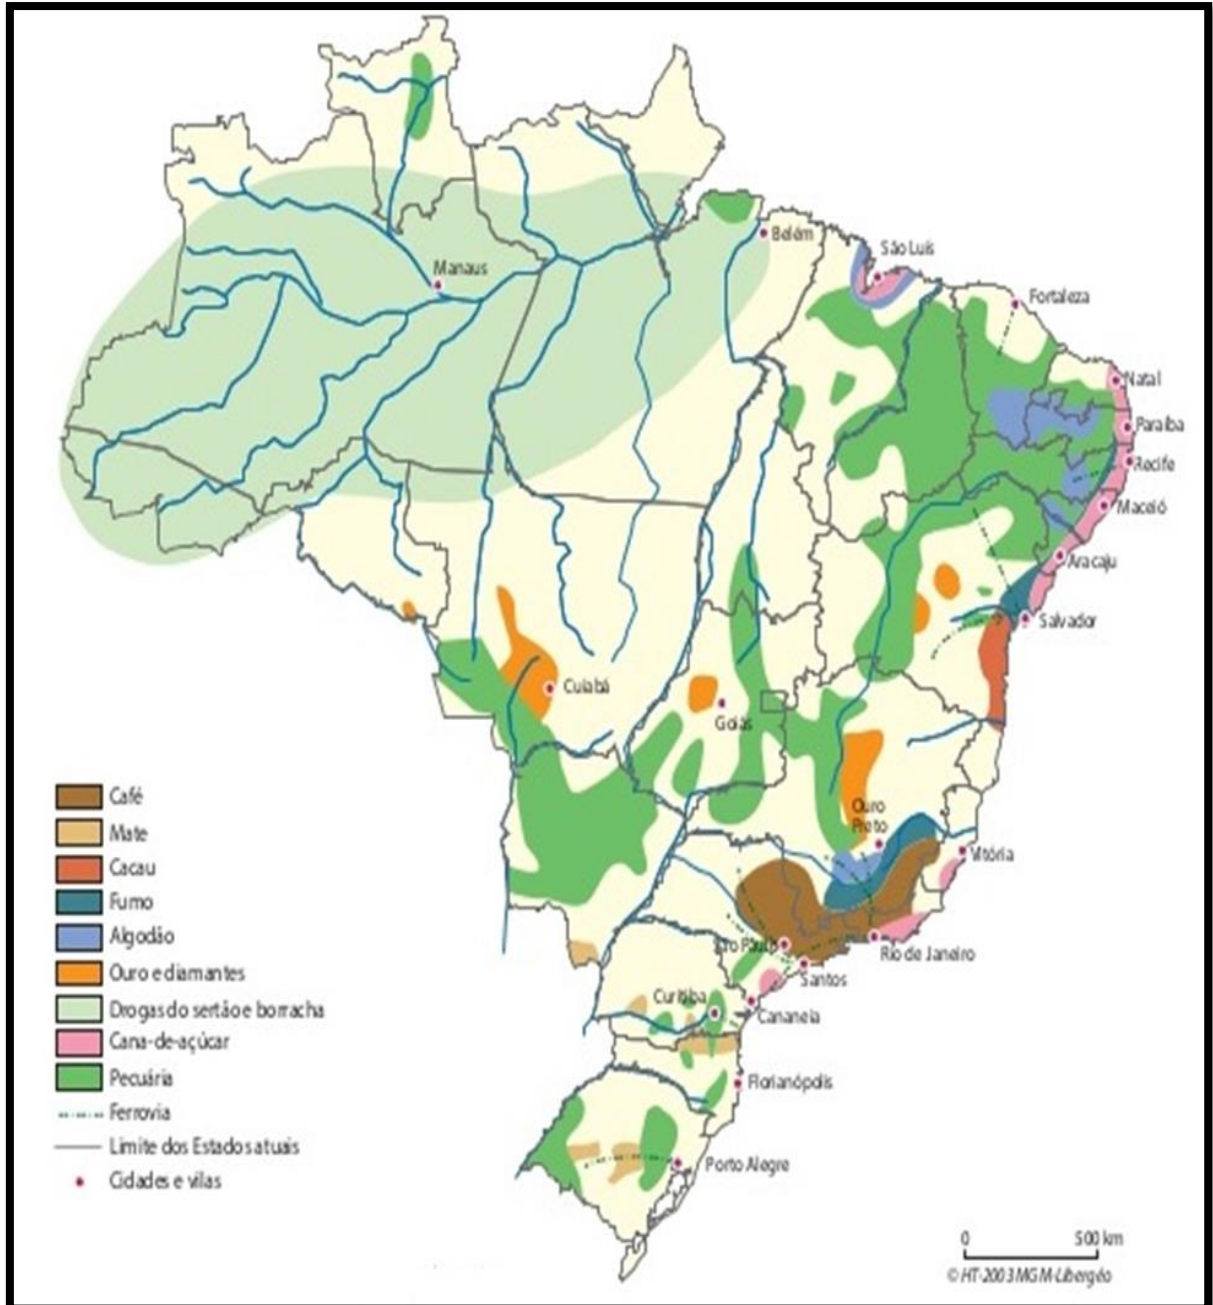 Belém
São Luís
Manaus
Fortaleza
Natal
Paraíba
Recife
Maceió
Aracaju
Salvador
Cuiabá
Goiás
Ouro
Preto
Vitória
São Paulo
Rio de Janeiro
Santos
Curitiba
Cananeia
Florianópolis
Porto Alegre
Café
Mate
Cacau
Fumo
Algodão
Ouro e diamantes
Drogas do sertão e borracha
Cana-de-açúcar
Pecuária
Ferrovia
Limite dos Estados atuais
Cidades e vilas
0 500 km
© HT-2003 MGM-Libergéo